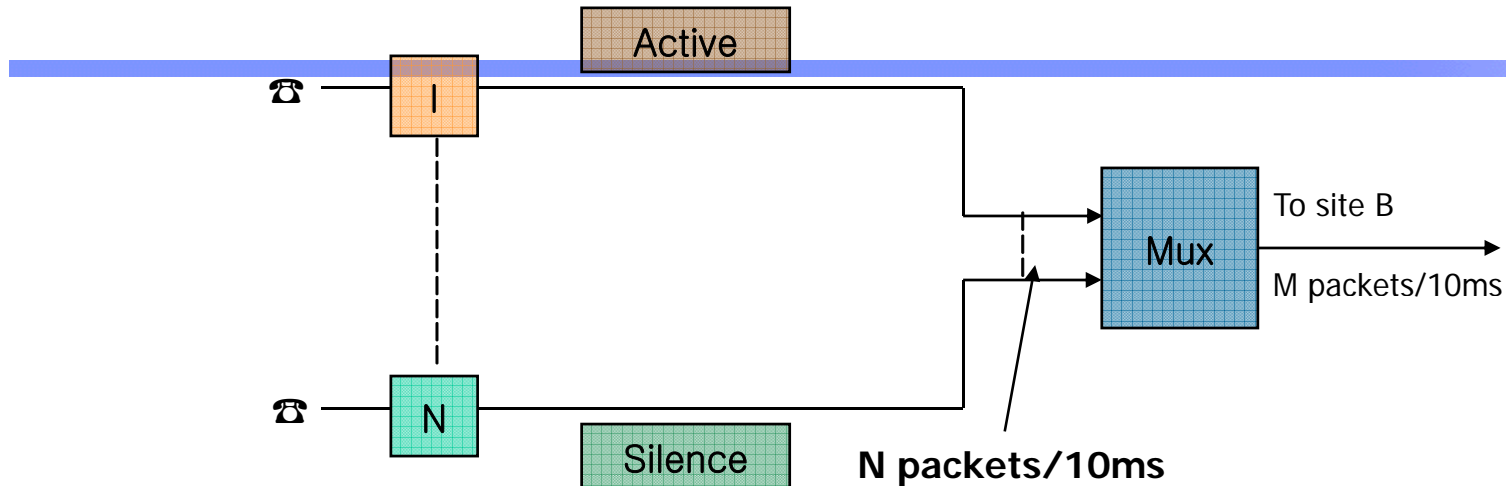 Active
☎
I
Mux
To site B
M packets/10ms
☎
N
Silence
N packets/10ms